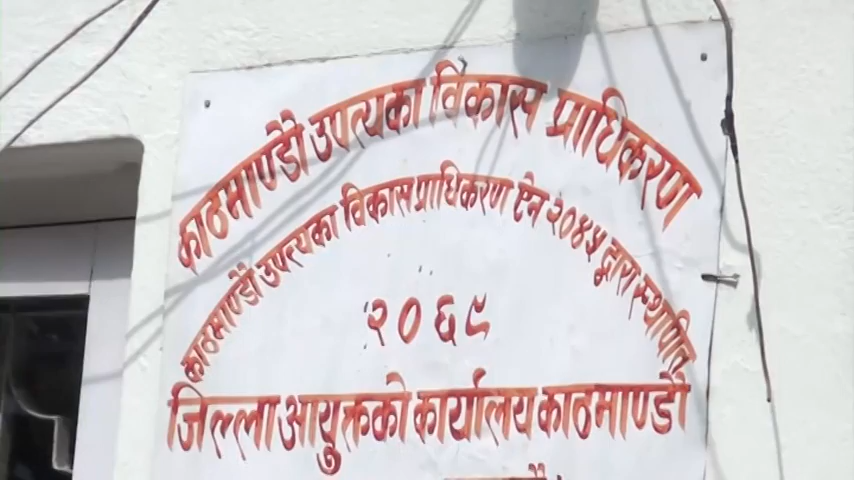 काठमाण्डौ उपत्यका विकास प्राधिकरण
काठमाण्डौ उपत्यका विकास प्राधिकरण ऐन २०४५ द्वारा स्थापित
२०६९
जिल्ला आयुक्तको कार्यालय काठमाण्डौ